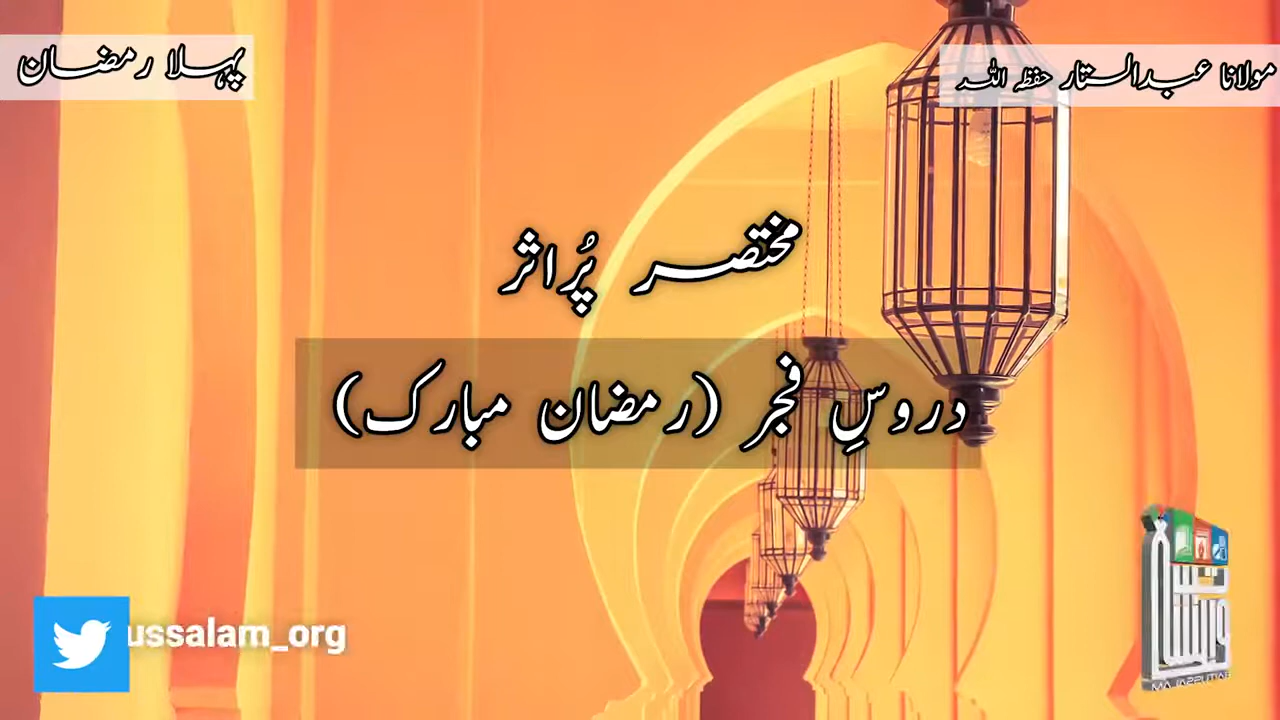 مولانا عبدالستار حفظہ اللہ
پہلا رمضان
مختصر پُراثر
دروسِ فجر (رمضان مبارک)
ussalam_org